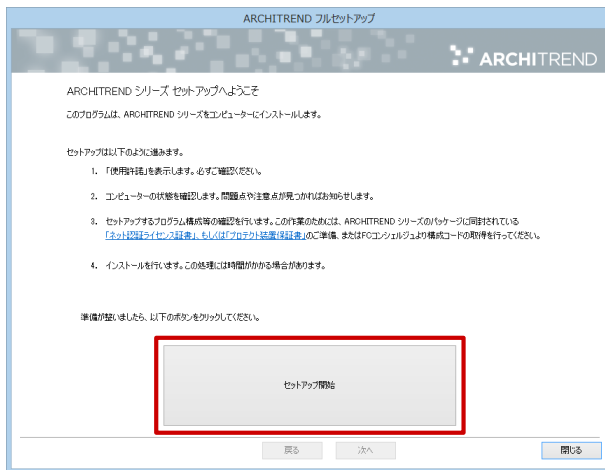 ARCHITREND フルセットアップ
ARCHITREND
ARCHITREND シリーズ セットアップへようこそ
このプログラムは、ARCHITREND シリーズをコンピューターにインストールします。
セットアップは以下のように進みます。
1. 「使用許諾」を表示します。必ずご確認ください。
2. コンピューターの状態を確認します。問題点や注意点が見つかればお知らせします。
3. セットアップするプログラム構成等の確認を行います。この作業のためには、ARCHITREND シリーズのパッケージに同封されている
「ネット認証ライセンス証書」、もしくは「プロテクト装置保証書」のご準備、またはFCコンシェルジュより構成コードの取得を行ってください。
4. インストールを行います。この処理には時間がかかる場合があります。
準備が整いましたら、以下のボタンをクリックしてください。
セットアップ開始
戻る 次へ 閉じる